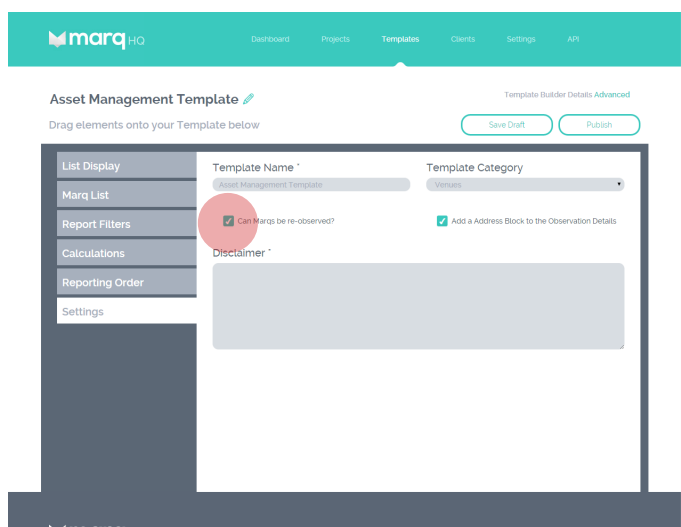 marq HQ
Dashboard Projects Templates Clients Settings API
Asset Management Template
Template Builder Details Advanced
Drag elements onto your Template below
Save Draft Publish
List Display
Marq List
Report Filters
Calculations
Reporting Order
Settings
Template Name * Template Category
Asset Management Template Venues
Can Marqs be re-observed? Add a Address Block to the Observation Details
Disclaimer *